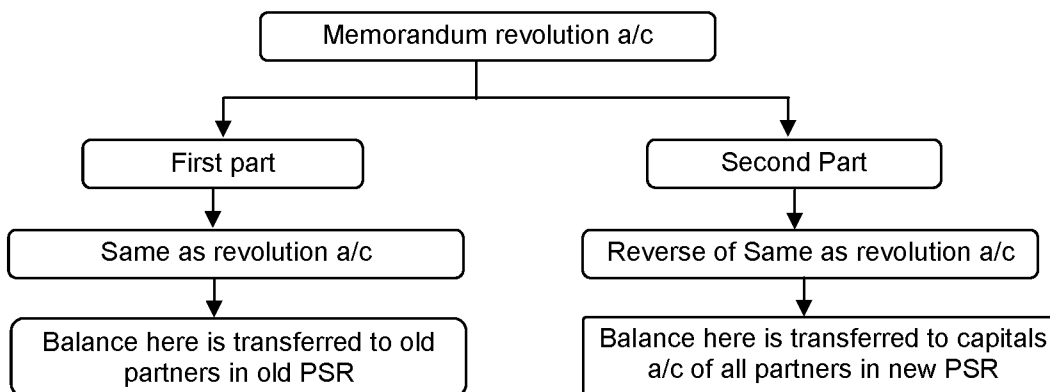 Memorandum revolution a/c
First part
Second Part
Same as revolution a/c
Reverse of Same as revolution a/c
Balance here is transferred to old
partners in old PSR
Balance here is transferred to capitals
a/c of all partners in new PSR